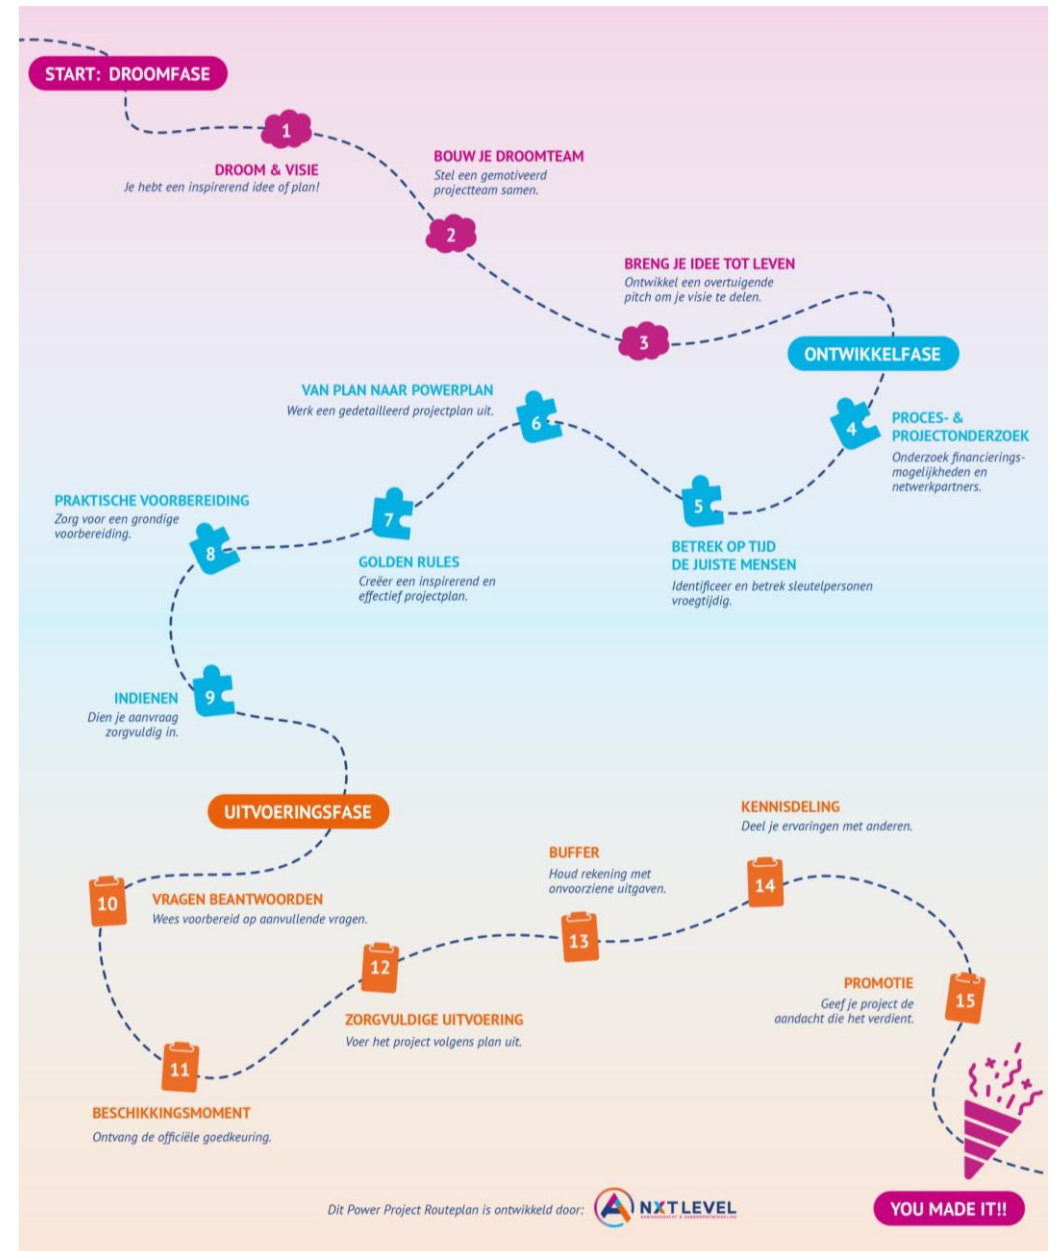 START: DROOMFASE
1
DROOM & VISIE
Je hebt een inspirerend idee of plan!
BOUW JE DROOMTEAM
Stel een gemotiveerd
projectteam samen.
2
BRENG JE IDEE TOT LEVEN
Ontwikkel een overtuigende
pitch om je visie te delen.
3
ONTWIKKELFASE
4
PROCES- &
PROJECTONDERZOEK
Onderzoek financierings-
mogelijkheden en
netwerkpartners.
5
BETREK OP TIJD
DE JUISTE MENSEN
Identificeer en betrek sleutelpersonen
vroegtijdig.
VAN PLAN NAAR POWERPLAN
Werk een gedetailleerd projectplan uit.
6
7
GOLDEN RULES
Creëer een inspirerend en
effectief projectplan.
PRAKTISCHE VOORBEREIDING
Zorg voor een grondige
voorbereiding.
8
9
INDIENEN
Dien je aanvraag
zorgvuldig in.
UITVOERINGSFASE
10
VRAGEN BEANTWOORDEN
Wees voorbereid op aanvullende vragen.
11
BESCHIKKINGSMOMENT
Ontvang de officiële goedkeuring.
12
ZORGVULDIGE UITVOERING
Voer het project volgens plan uit.
BUFFER
Houd rekening met
onvoorziene uitgaven.
13
KENNISDELING
Deel je ervaringen met anderen.
14
PROMOTIE
Geef je project de
aandacht die het verdient.
15
YOU MADE IT!!
Dit Power Project Routeplan is ontwikkeld door:
NXT LEVEL